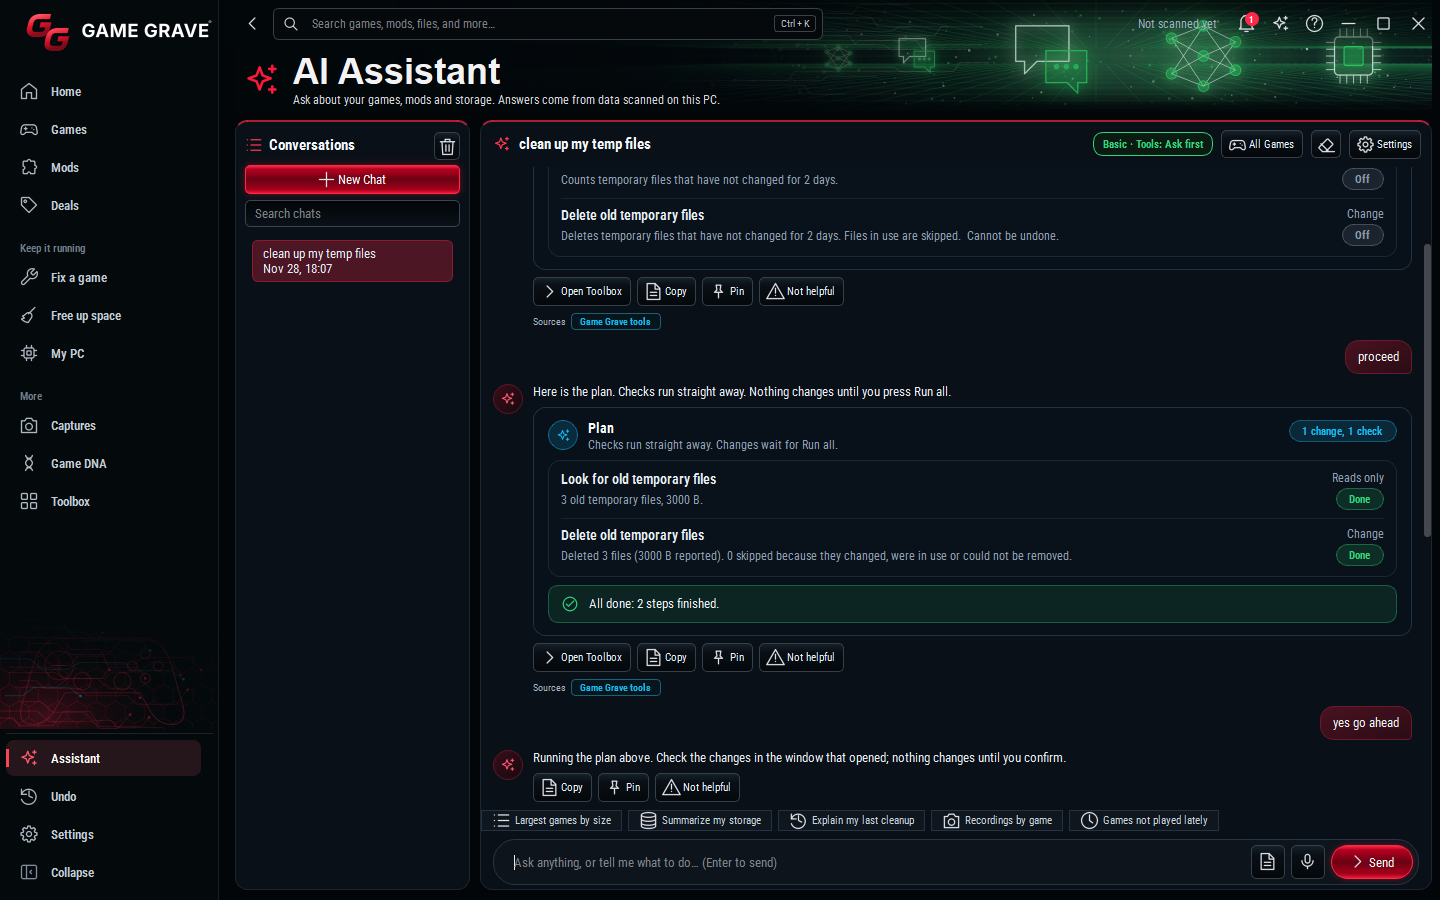 GAME GRAVE
Search games, mods, files, and more...
Ctrl + K
Not scanned yet
1
AI Assistant
Ask about your games, mods and storage. Answers come from data scanned on this PC.
Home
Games
Mods
Deals
Keep it running
Fix a game
Free up space
My PC
More
Captures
Game DNA
Toolbox
Assistant
Undo
Settings
Collapse
Conversations
New Chat
Search chats
clean up my temp files
Nov 28, 18:07
clean up my temp files
Basic · Tools: Ask first
All Games
Settings
Counts temporary files that have not changed for 2 days.
Off
Delete old temporary files
Change
Deletes temporary files that have not changed for 2 days. Files in use are skipped.  Cannot be undone.
Off
Open Toolbox
Copy
Pin
Not helpful
Sources
Game Grave tools
proceed
Here is the plan. Checks run straight away. Nothing changes until you press Run all.
Plan
Checks run straight away. Changes wait for Run all.
1 change, 1 check
Look for old temporary files
Reads only
3 old temporary files, 3000 B.
Done
Delete old temporary files
Change
Deleted 3 files (3000 B reported). 0 skipped because they changed, were in use or could not be removed.
Done
All done: 2 steps finished.
Open Toolbox
Copy
Pin
Not helpful
Sources
Game Grave tools
yes go ahead
Running the plan above. Check the changes in the window that opened; nothing changes until you confirm.
Copy
Pin
Not helpful
Largest games by size
Summarize my storage
Explain my last cleanup
Recordings by game
Games not played lately
Ask anything, or tell me what to do... (Enter to send)
Send